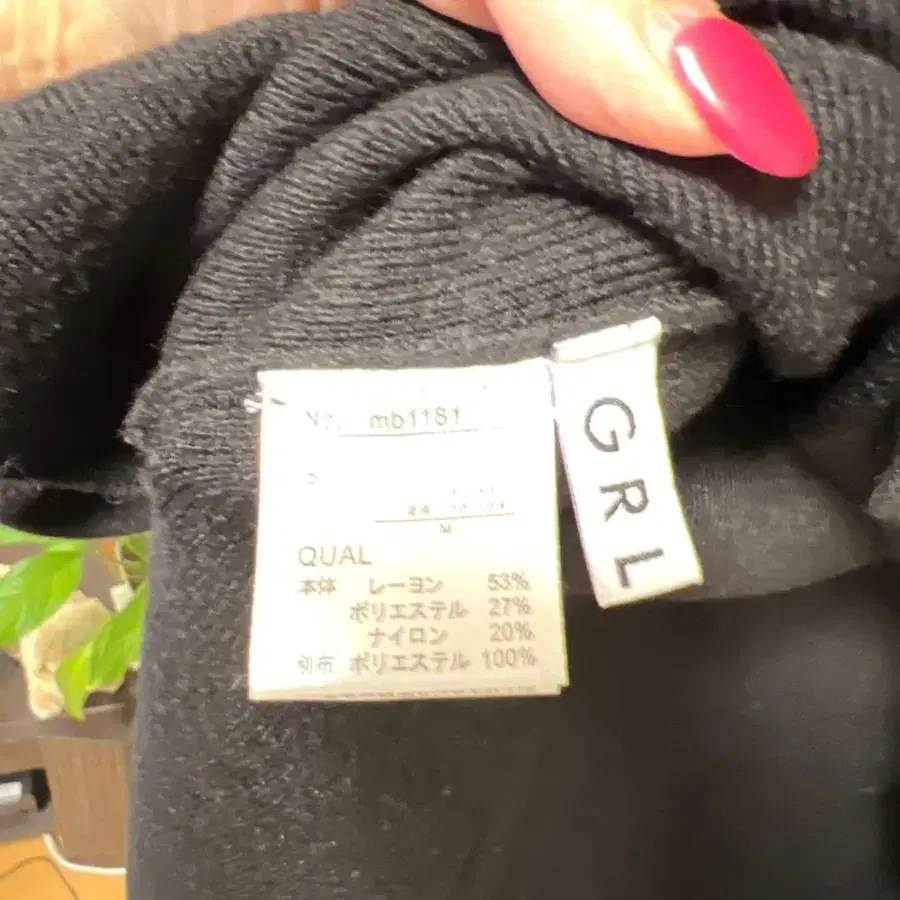 No. mb1181
M
QUAL
本体 レーヨン 53%
ポリエステル 27%
ナイロン 20%
別布 ポリエステル 100%
GRL